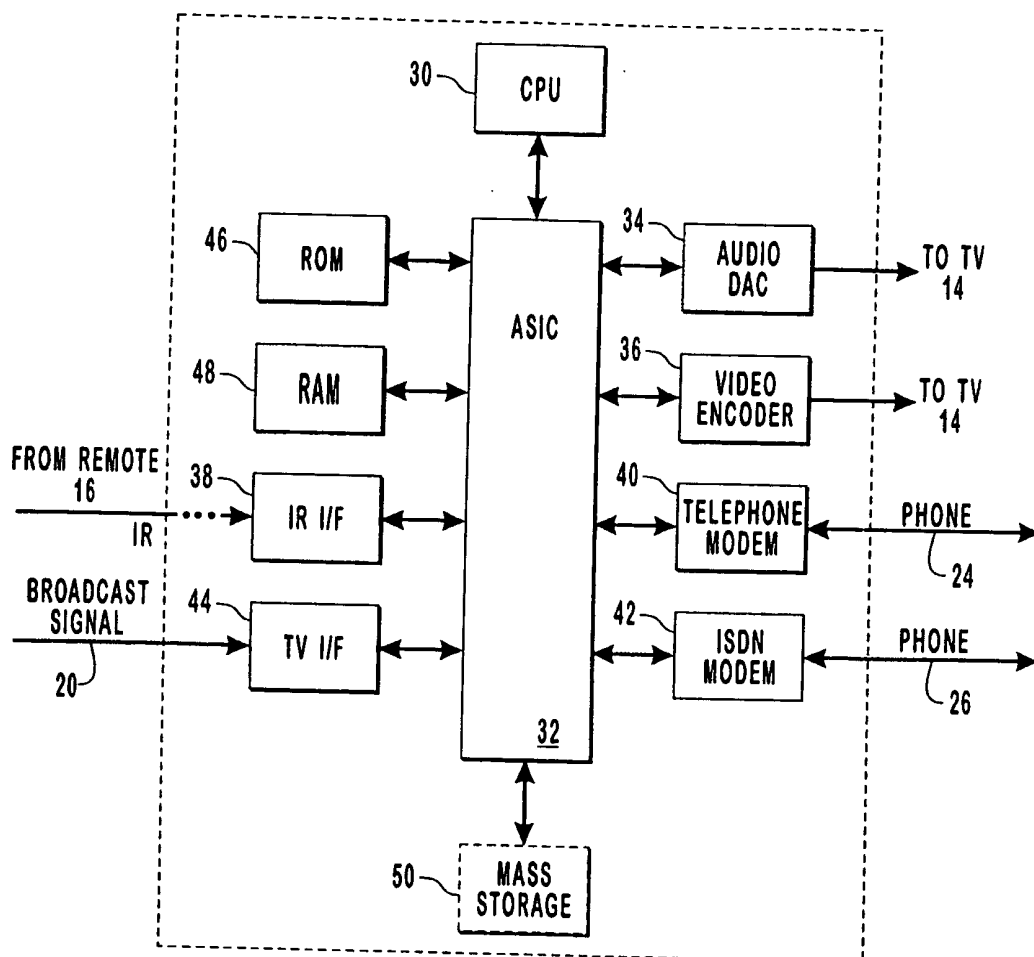 30
CPU
46
ROM
34
AUDIO
DAC
TO TV
14
ASIC
48
RAM
36
VIDEO
ENCODER
TO TV
14
FROM REMOTE
16
IR
38
IR I/F
40
TELEPHONE
MODEM
PHONE
24
BROADCAST
SIGNAL
20
44
TV I/F
42
ISDN
MODEM
PHONE
26
32
50
MASS
STORAGE